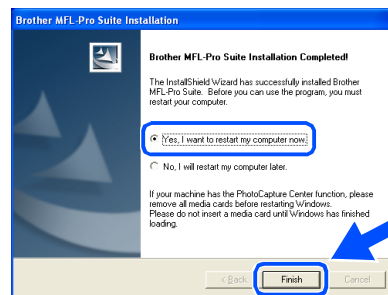 Brother MFL-Pro Suite Installation
Brother MFL-Pro Suite Installation Completed!
The InstallShield Wizard has successfully installed Brother
MFL-Pro Suite.  Before you can use the program, you must
restart your computer.
Yes, I want to restart my computer now.
No, I will restart my computer later.
If your machine has the PhotoCapture Center function, please
remove all media cards before restarting Windows.
Please do not insert a media card until Windows has finished
loading.
< Back
Finish
Cancel